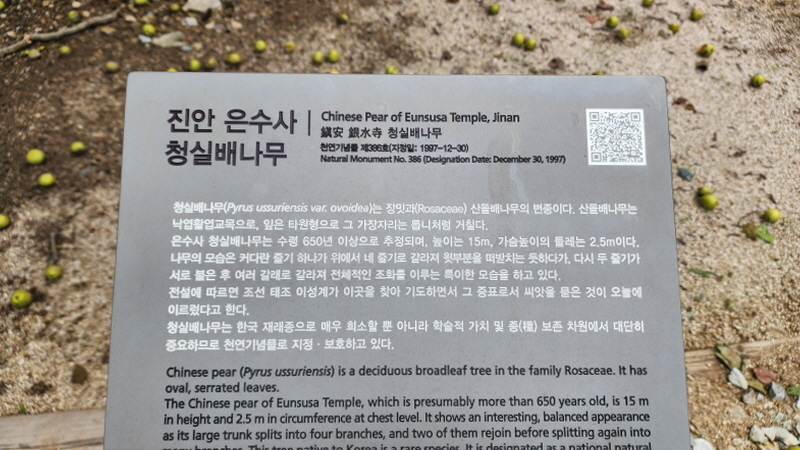 진안 은수사
청실배나무
Chinese Pear of Eunsusa Temple, Jinan
鎭安 銀水寺 청실배나무
천연기념물 제386호(지정일: 1997-12-30)
Natural Monument No. 386 (Designation Date: December 30, 1997)
청실배나무(Pyrus ussuriensis var. ovoidea)는 장밋과(Rosaceae) 산돌배나무의 변종이다. 산돌배나무는
낙엽활엽교목으로, 잎은 타원형으로 그 가장자리는 톱니처럼 거칠다.
은수사 청실배나무는 수령 650년 이상으로 추정되며, 높이는 15m, 가슴높이의 둘레는 2.5m이다.
나무의 모습은 커다란 줄기 하나가 위에서 네 줄기로 갈라져 윗부분을 떠받치는 듯하다가, 다시 두 줄기가
서로 붙은 후 여러 갈래로 갈라져 전체적인 조화를 이루는 특이한 모습을 하고 있다.
전설에 따르면 조선 태조 이성계가 이곳을 찾아 기도하면서 그 증표로서 씨앗을 묻은 것이 오늘에
이르렀다고 한다.
청실배나무는 한국 재래종으로 매우 희소할 뿐 아니라 학술적 가치 및 종(種) 보존 차원에서 대단히
중요하므로 천연기념물로 지정 · 보호하고 있다.
Chinese pear (Pyrus ussuriensis) is a deciduous broadleaf tree in the family Rosaceae. It has
oval, serrated leaves.
The Chinese pear of Eunsusa Temple, which is presumably more than 650 years old, is 15 m
in height and 2.5 m in circumference at chest level. It shows an interesting, balanced appearance
as its large trunk splits into four branches, and two of them rejoin before splitting again into
many branches. This tree native to Korea is a rare species. It is designated as a national natural